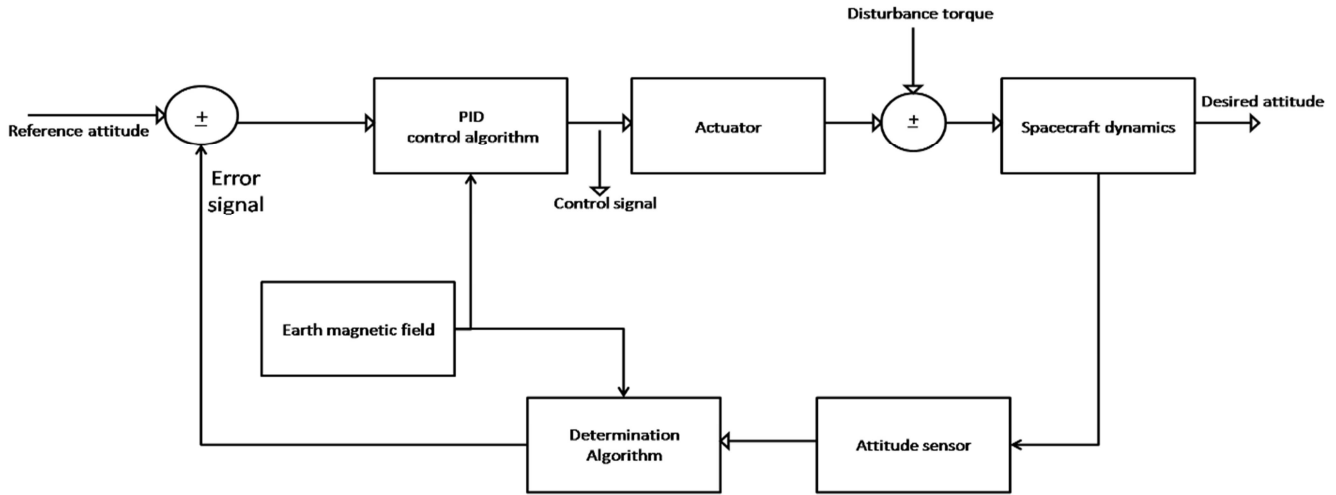 Disturbance torque
Reference attitude
±
PID
control algorithm
Actuator
±
Spacecraft dynamics
Desired attitude
Error
signal
Control signal
Earth magnetic field
Determination
Algorithm
Attitude sensor